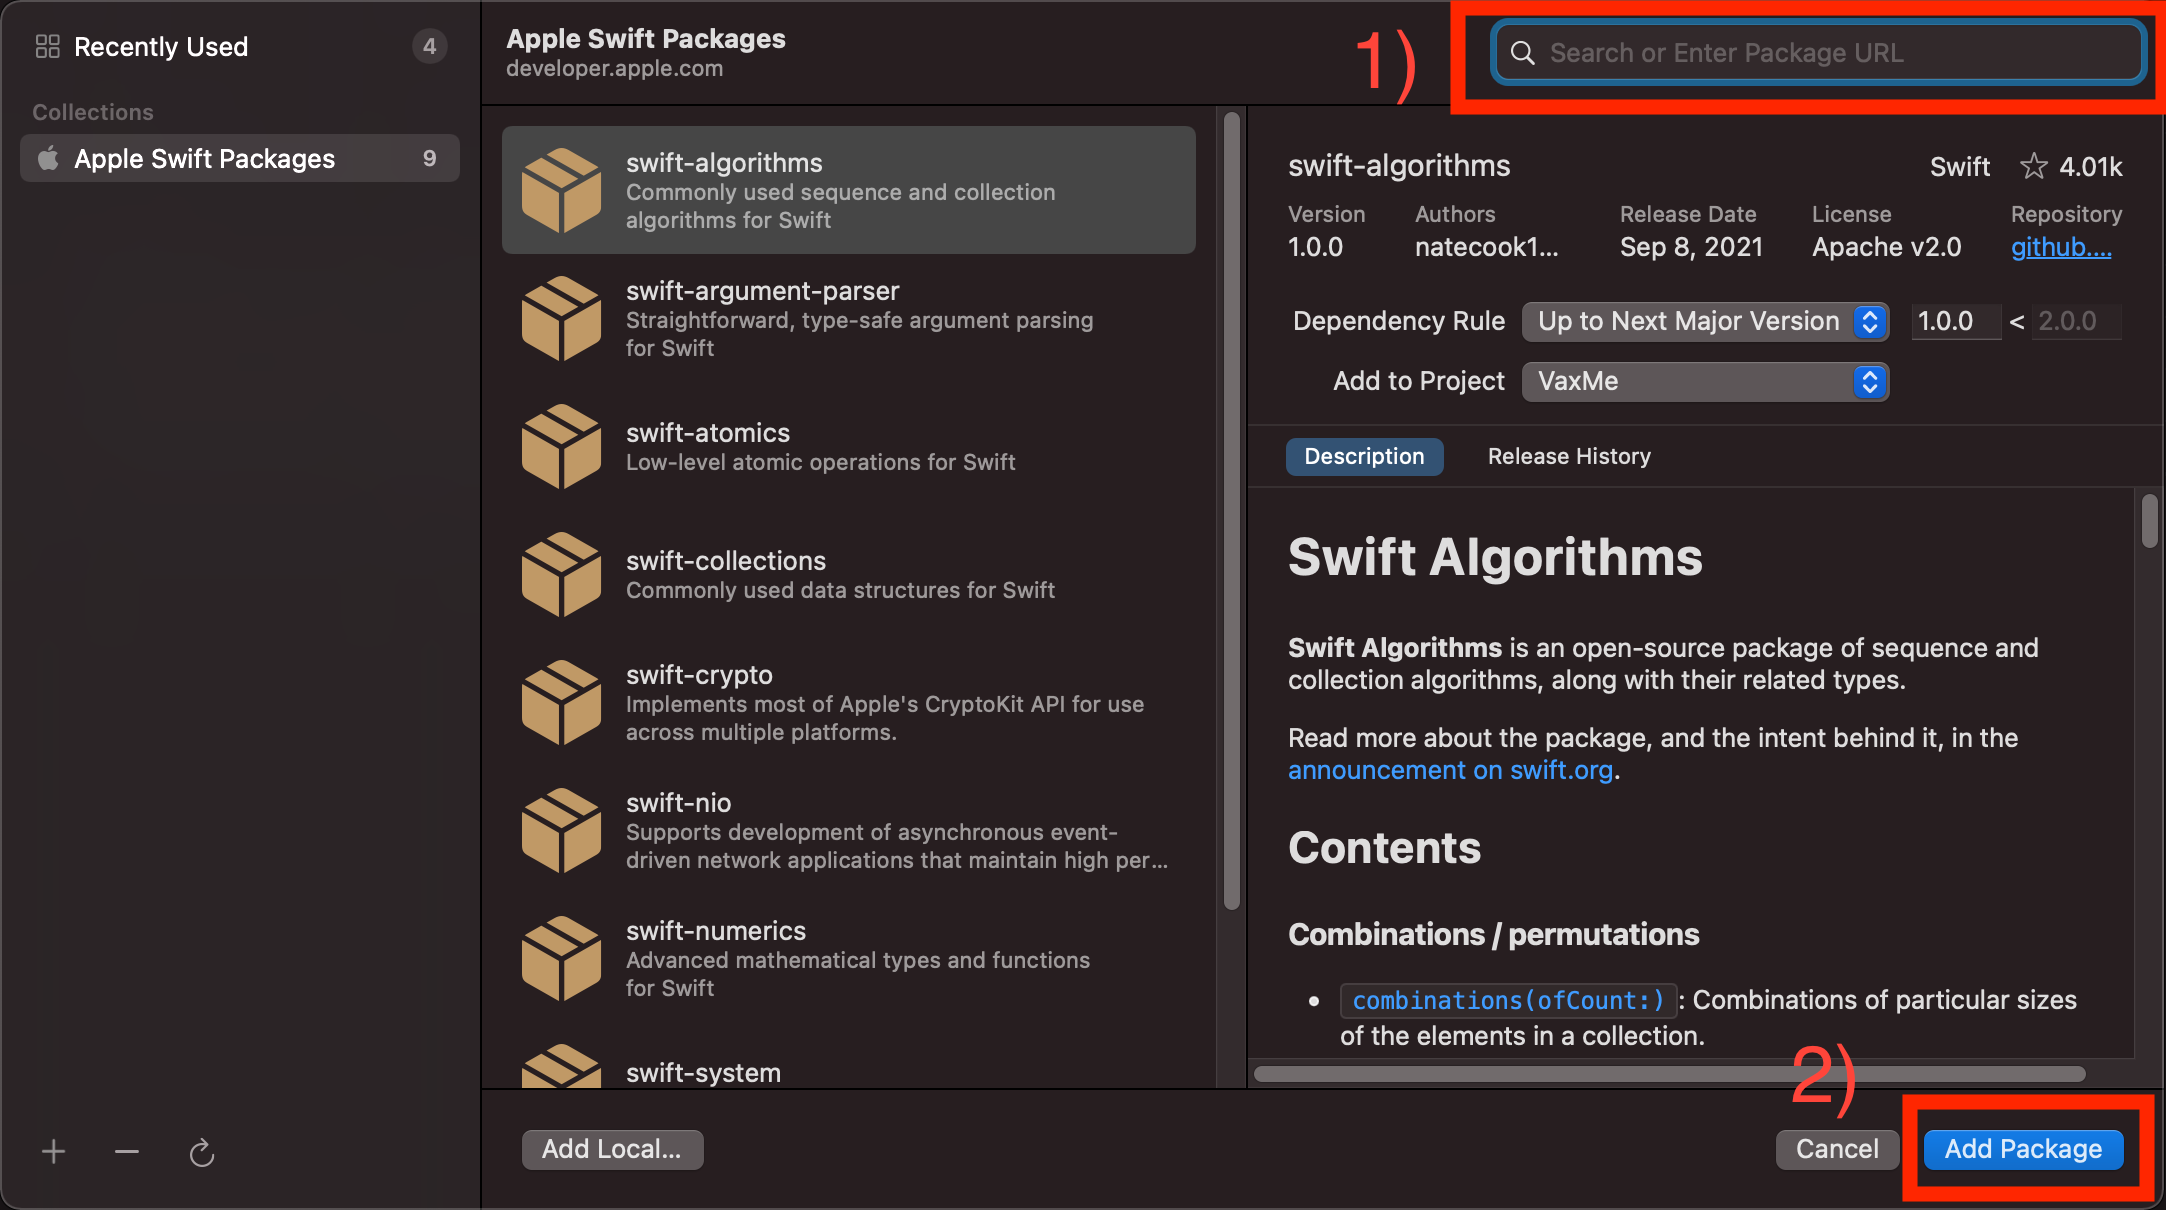 Recently Used 4
Collections
Apple Swift Packages 9
Apple Swift Packages
developer.apple.com
1)
Search or Enter Package URL
swift-algorithms
Commonly used sequence and collection
algorithms for Swift
swift-argument-parser
Straightforward, type-safe argument parsing
for Swift
swift-atomics
Low-level atomic operations for Swift
swift-collections
Commonly used data structures for Swift
swift-crypto
Implements most of Apple's CryptoKit API for use
across multiple platforms.
swift-nio
Supports development of asynchronous event-
driven network applications that maintain high per...
swift-numerics
Advanced mathematical types and functions
for Swift
swift-system
swift-algorithms Swift 4.01k
Version Authors Release Date License Repository
1.0.0 natecook1... Sep 8, 2021 Apache v2.0 github....
Dependency Rule Up to Next Major Version 1.0.0 < 2.0.0
Add to Project VaxMe
Description Release History
Swift Algorithms
Swift Algorithms is an open-source package of sequence and
collection algorithms, along with their related types.
Read more about the package, and the intent behind it, in the
announcement on swift.org.
Contents
Combinations / permutations
• combinations(ofCount:): Combinations of particular sizes
of the elements in a collection.
2)
Add Local... Cancel Add Package